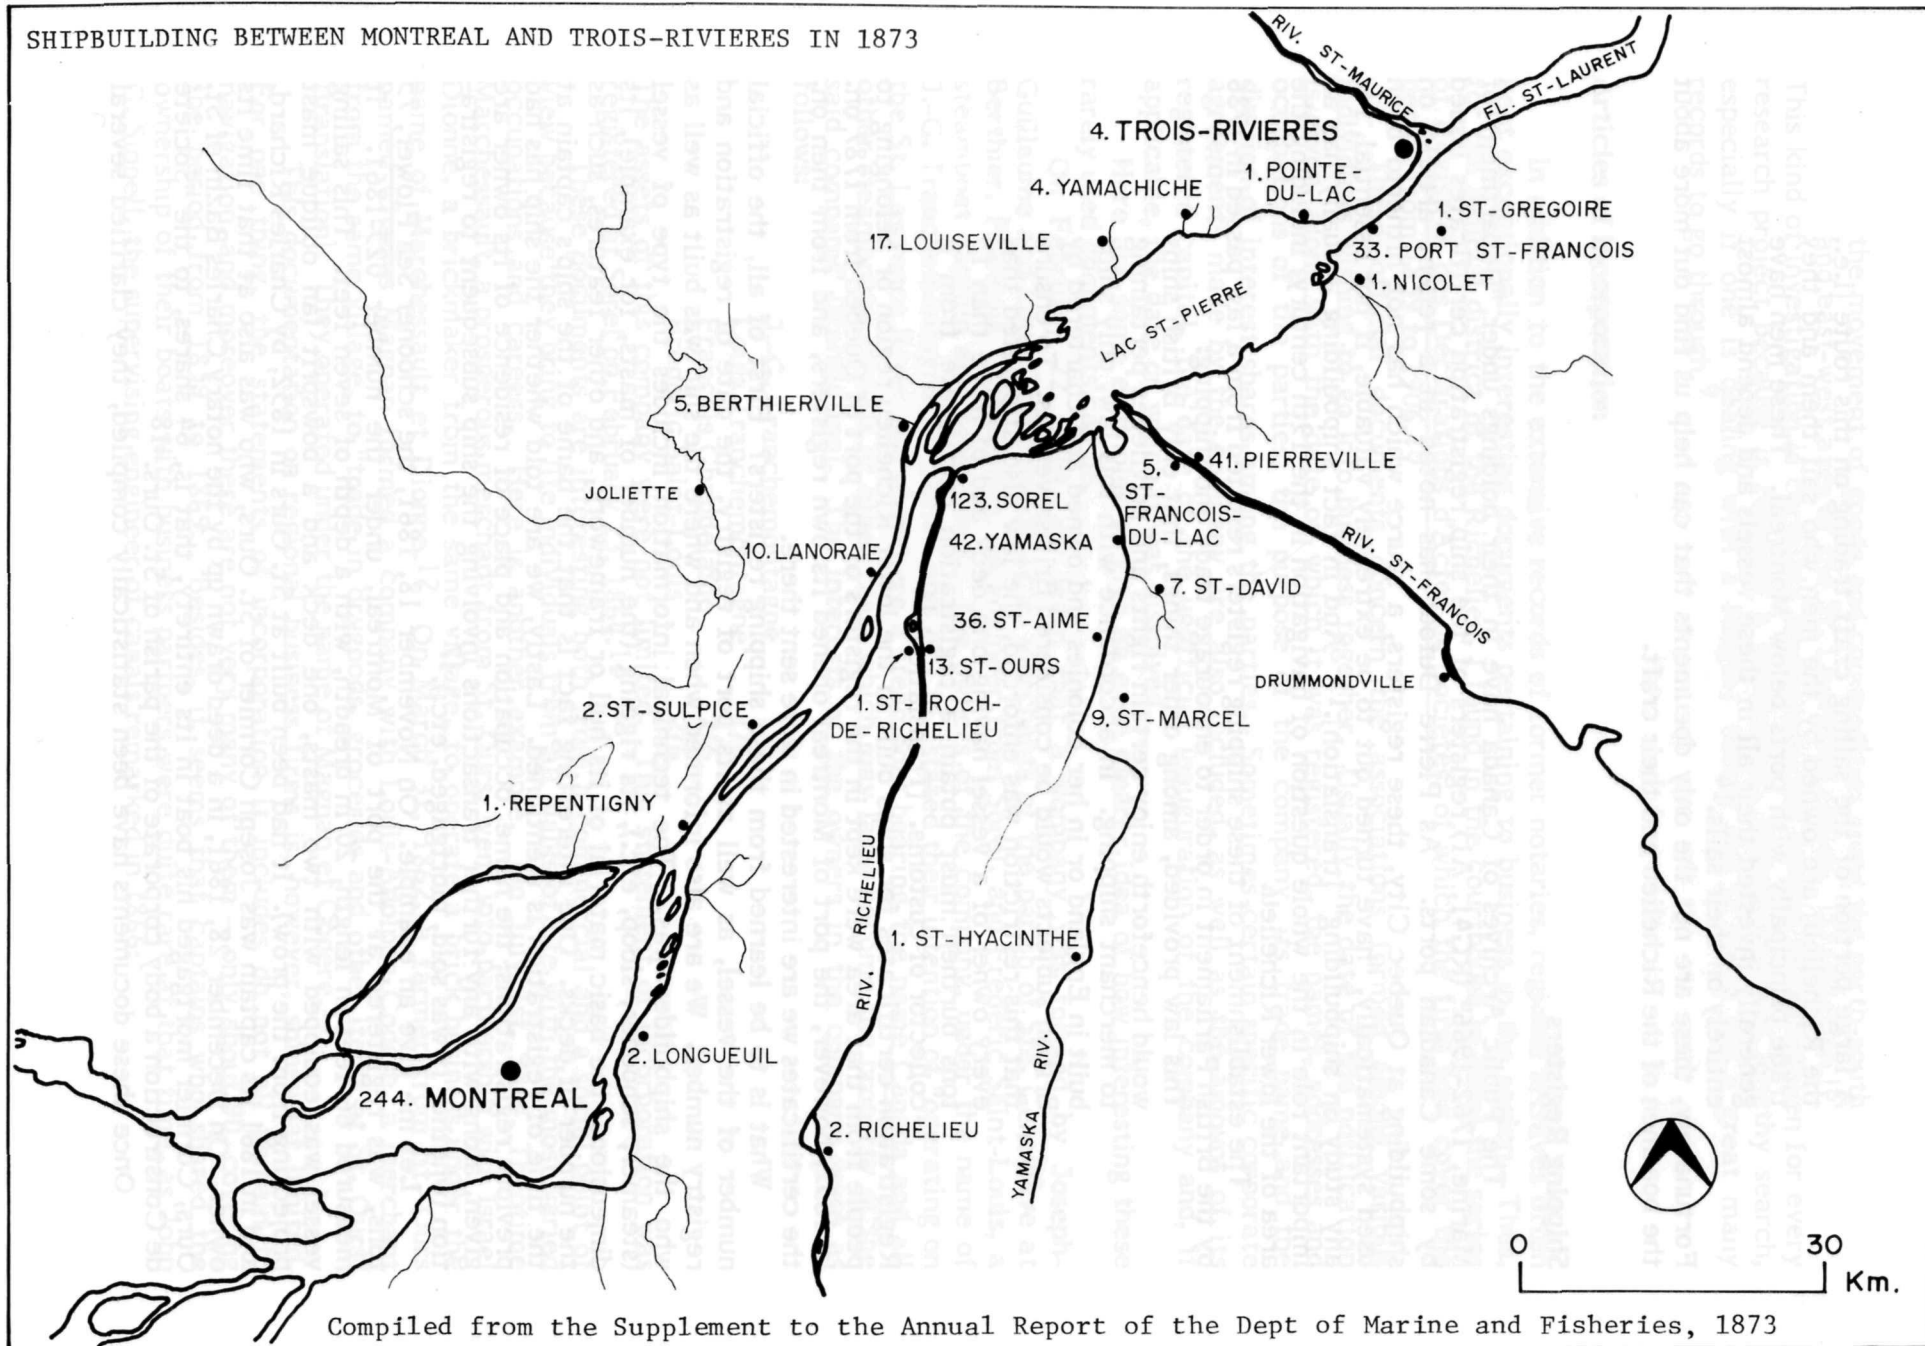 SHIPBUILDING BETWEEN MONTREAL AND TROIS-RIVIERES IN 1873
RIV. ST-MAURICE
FL. ST-LAURENT
4. TROIS-RIVIERES
1. POINTE-
DU-LAC
4. YAMACHICHE
1. ST-GREGOIRE
17. LOUISEVILLE
33. PORT ST-FRANCOIS
1. NICOLET
LAC ST-PIERRE
5. BERTHIERVILLE
41. PIERREVILLE
5.
ST-
FRANCOIS-
DU-LAC
JOLIETTE
123. SOREL
42. YAMASKA
RIV. ST-FRANCOIS
10. LANORAIE
7. ST-DAVID
36. ST-AIME
13. ST-OURS
DRUMMONDVILLE
1. ST-ROCH-
DE-RICHELIEU
2. ST-SULPICE
9. ST-MARCEL
1. REPENTIGNY
RIV. RICHELIEU
1. ST-HYACINTHE
2. LONGUEUIL
244. MONTREAL
YAMASKA RIV.
2. RICHELIEU
0 30
Km.
Compiled from the Supplement to the Annual Report of the Dept of Marine and Fisheries, 1873